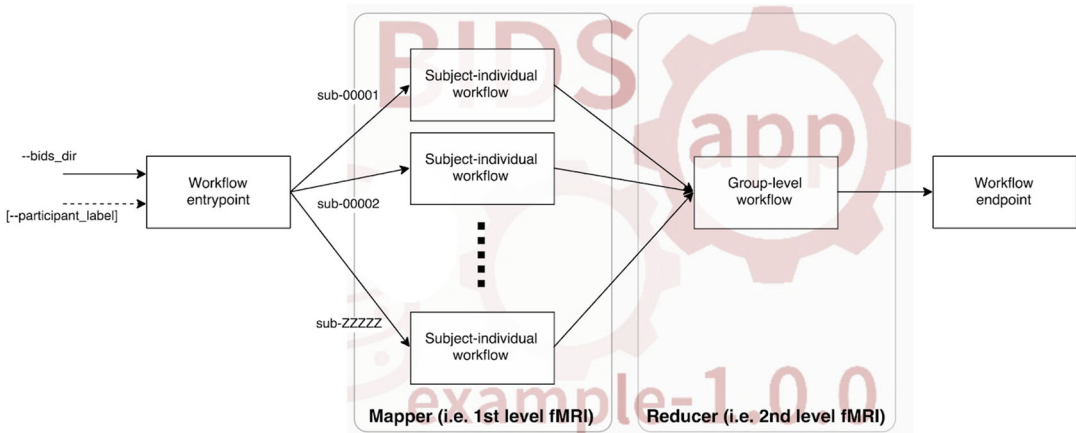 BIDS
app
example-1.0.0
--bids_dir
[--participant_label]
Workflow
entrypoint
sub-00001
sub-00002
sub-ZZZZZ
Subject-individual
workflow
Subject-individual
workflow
Subject-individual
workflow
Group-level
workflow
Workflow
endpoint
Mapper (i.e. 1st level fMRI)
Reducer (i.e. 2nd level fMRI)